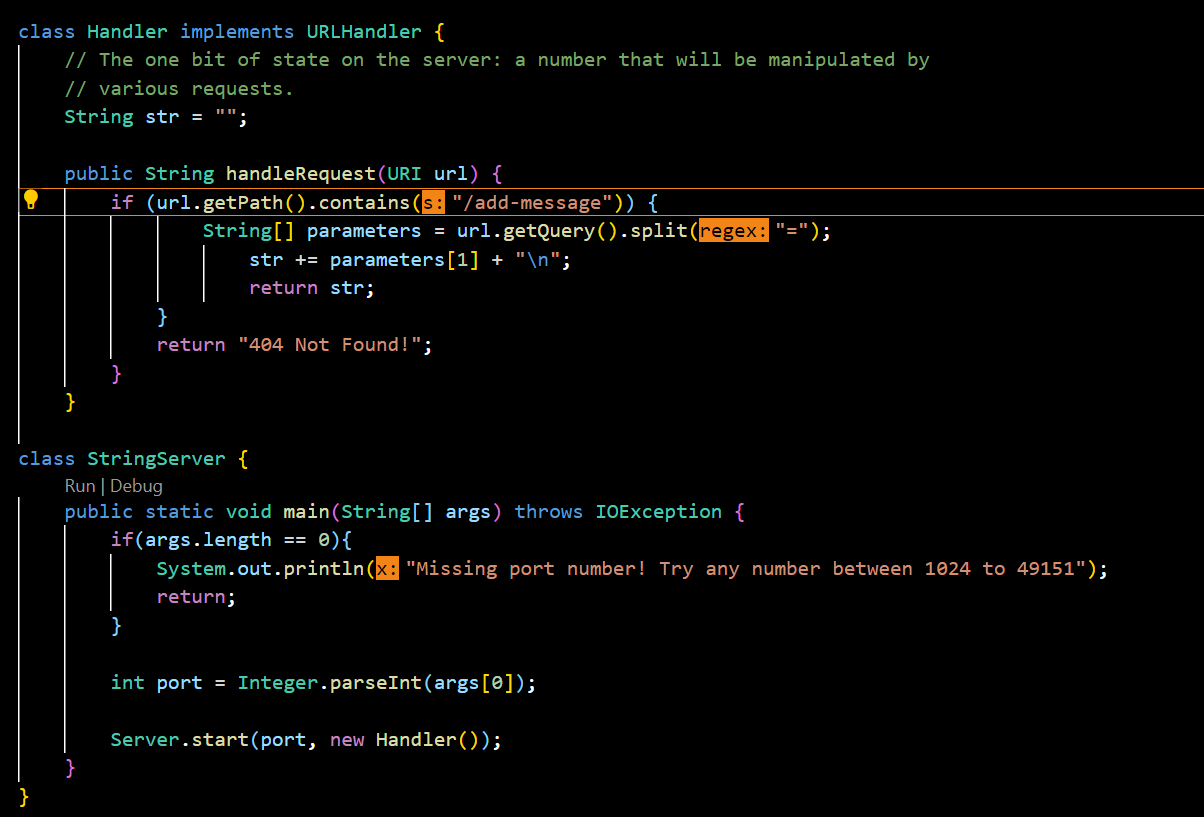 class Handler implements URLHandler {
    // The one bit of state on the server: a number that will be manipulated by
    // various requests.
    String str = "";

    public String handleRequest(URI url) {
        if (url.getPath().contains(s: "/add-message")) {
                String[] parameters = url.getQuery().split(regex: "=");
                    str += parameters[1] + "\n";
                    return str;
            }
            return "404 Not Found!";
        }
    }

class StringServer {
    Run | Debug
    public static void main(String[] args) throws IOException {
        if(args.length == 0){
            System.out.println(x: "Missing port number! Try any number between 1024 to 49151");
            return;
        }

        int port = Integer.parseInt(args[0]);

        Server.start(port, new Handler());
    }
}